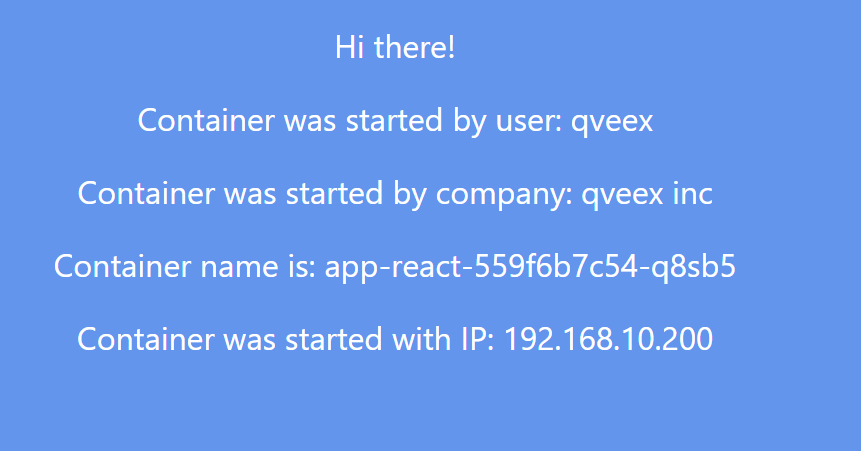 Hi there!
Container was started by user: qveex
Container was started by company: qveex inc
Container name is: app-react-559f6b7c54-q8sb5
Container was started with IP: 192.168.10.200